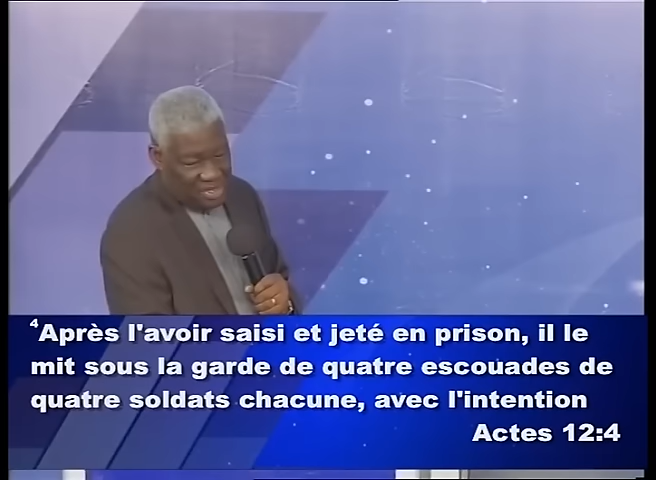 ⁴Après l'avoir saisi et jeté en prison, il le
mit sous la garde de quatre escouades de
quatre soldats chacune, avec l'intention
Actes 12:4